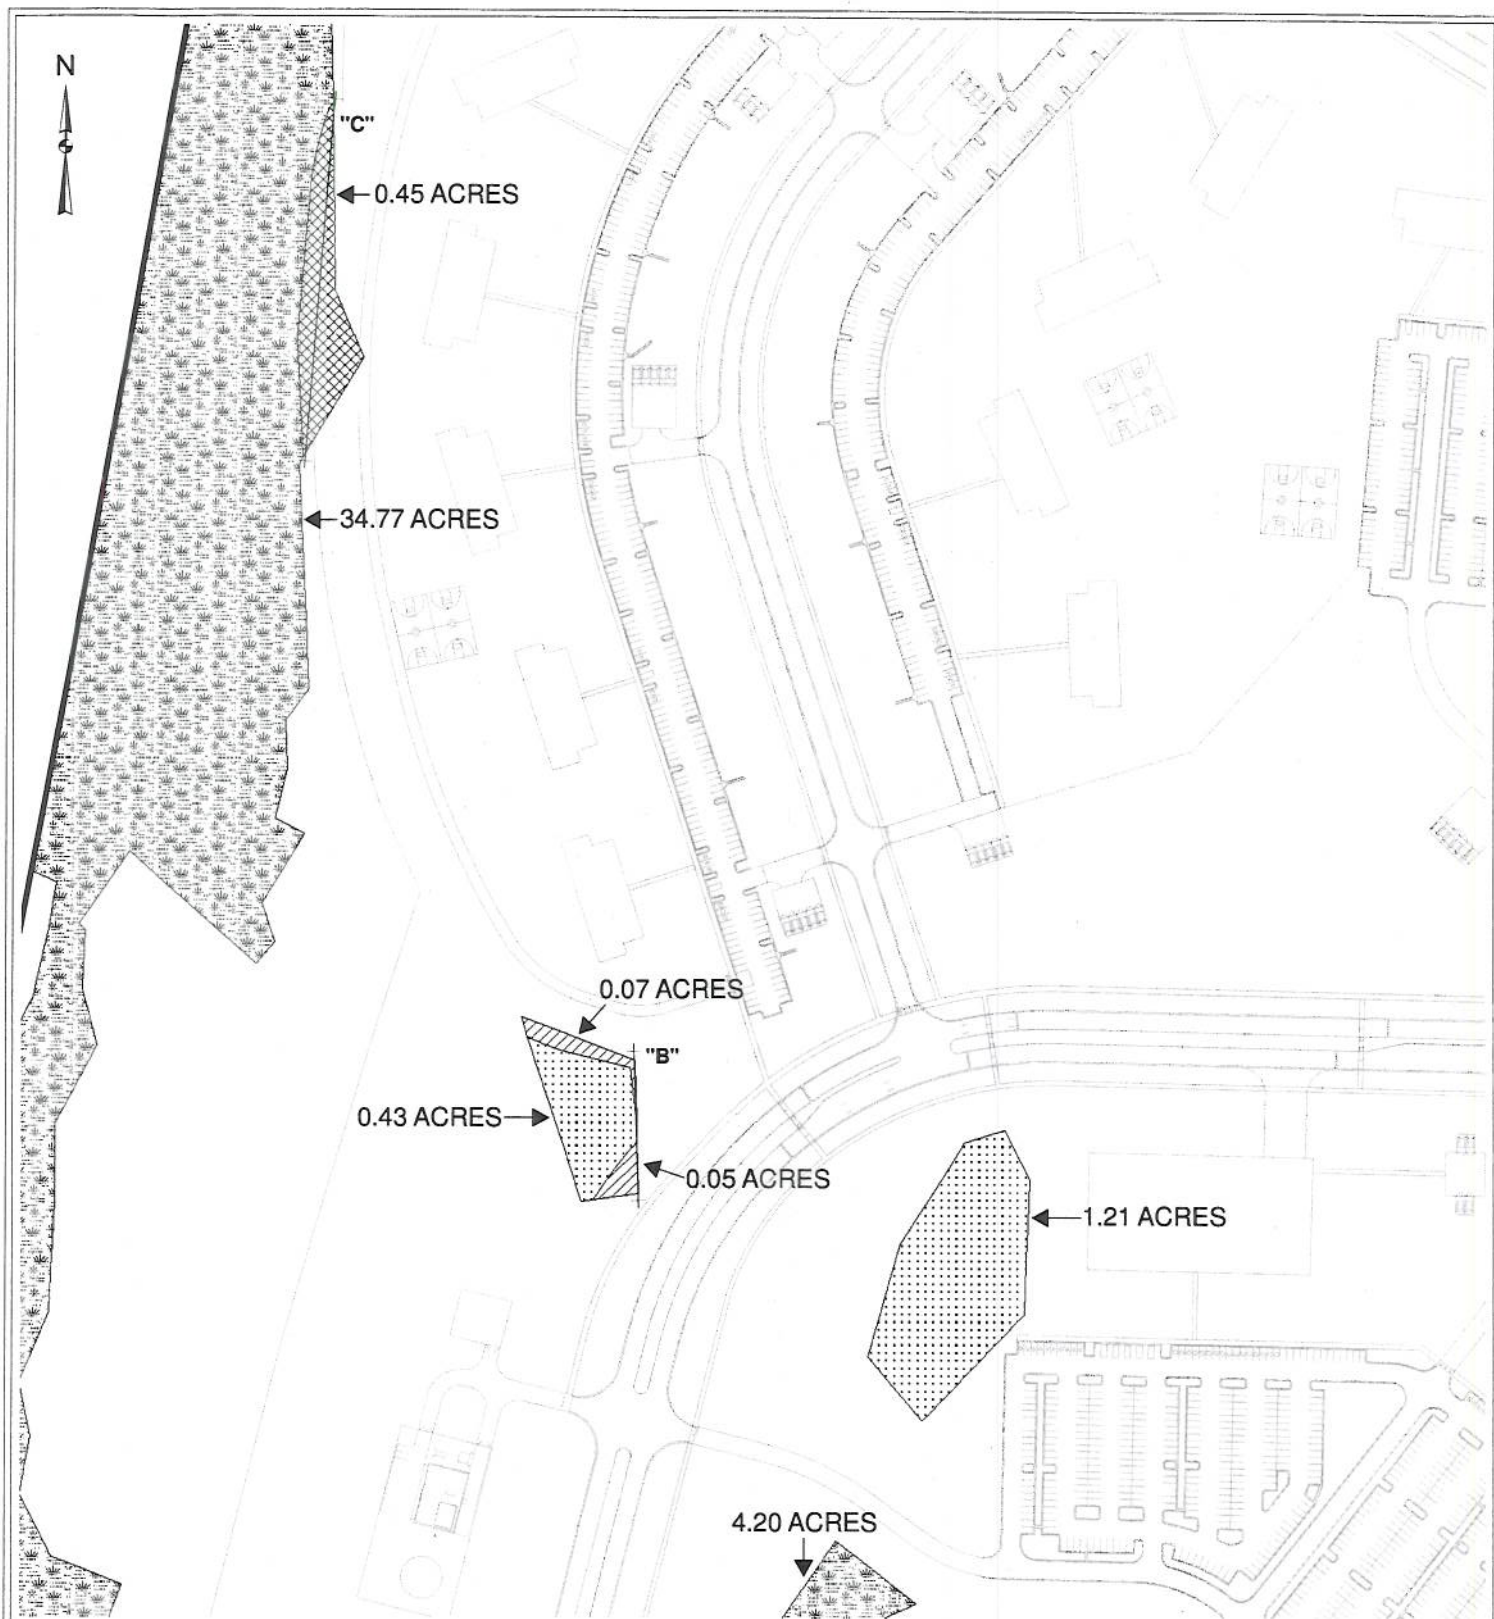 N
"C"
0.45 ACRES
34.77 ACRES
0.07 ACRES
"B"
0.43 ACRES
0.05 ACRES
1.21 ACRES
4.20 ACRES